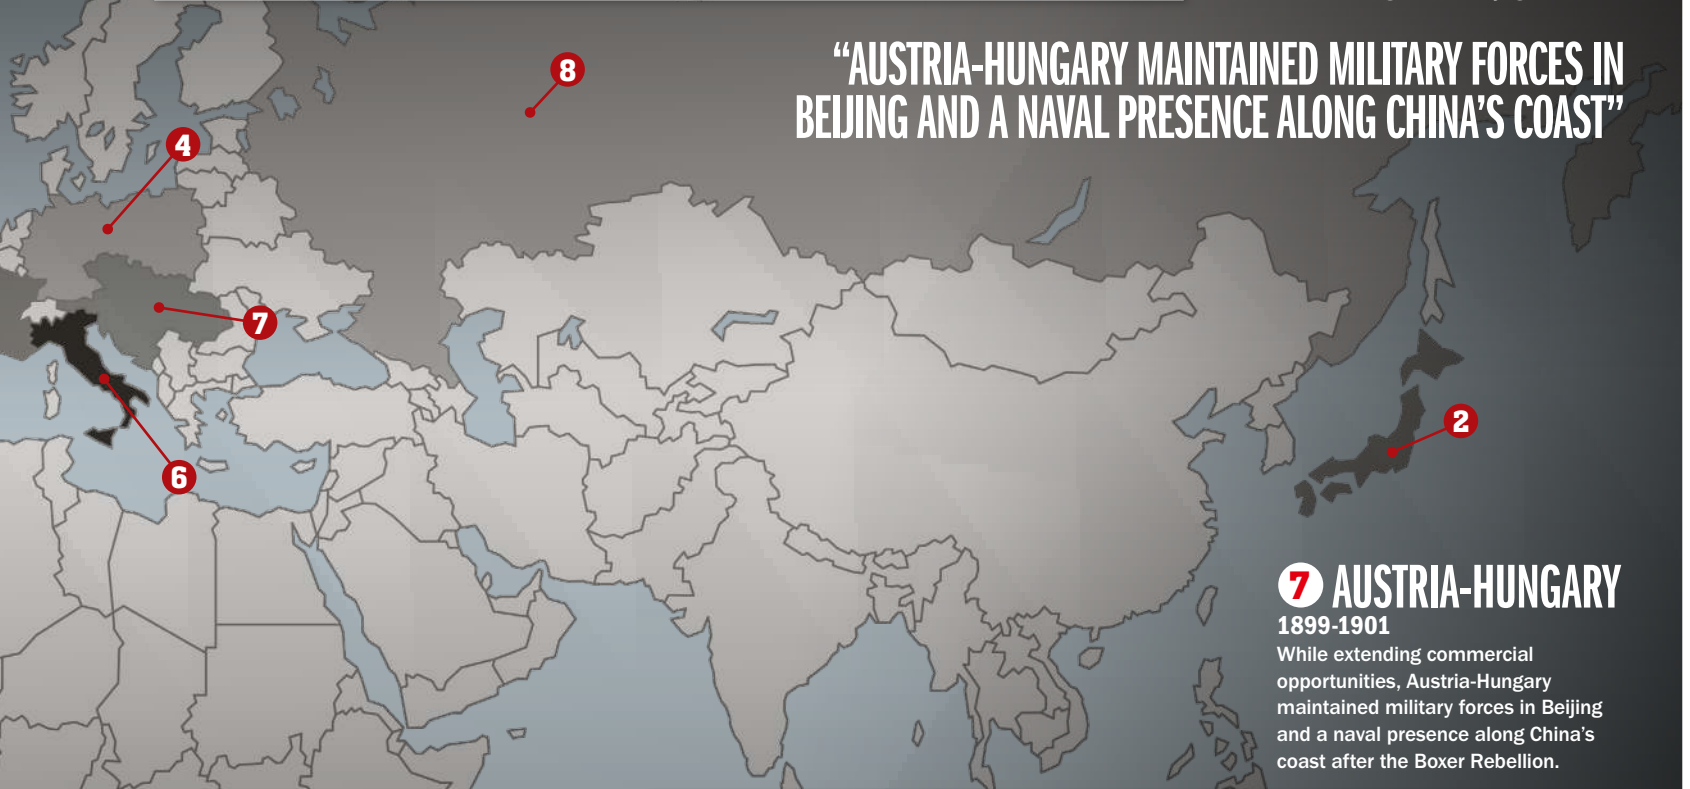 “AUSTRIA-HUNGARY MAINTAINED MILITARY FORCES IN
BEIJING AND A NAVAL PRESENCE ALONG CHINA’S COAST”
8
4
7
2
6
7 AUSTRIA-HUNGARY
1899-1901
While extending commercial
opportunities, Austria-Hungary
maintained military forces in Beijing
and a naval presence along China’s
coast after the Boxer Rebellion.